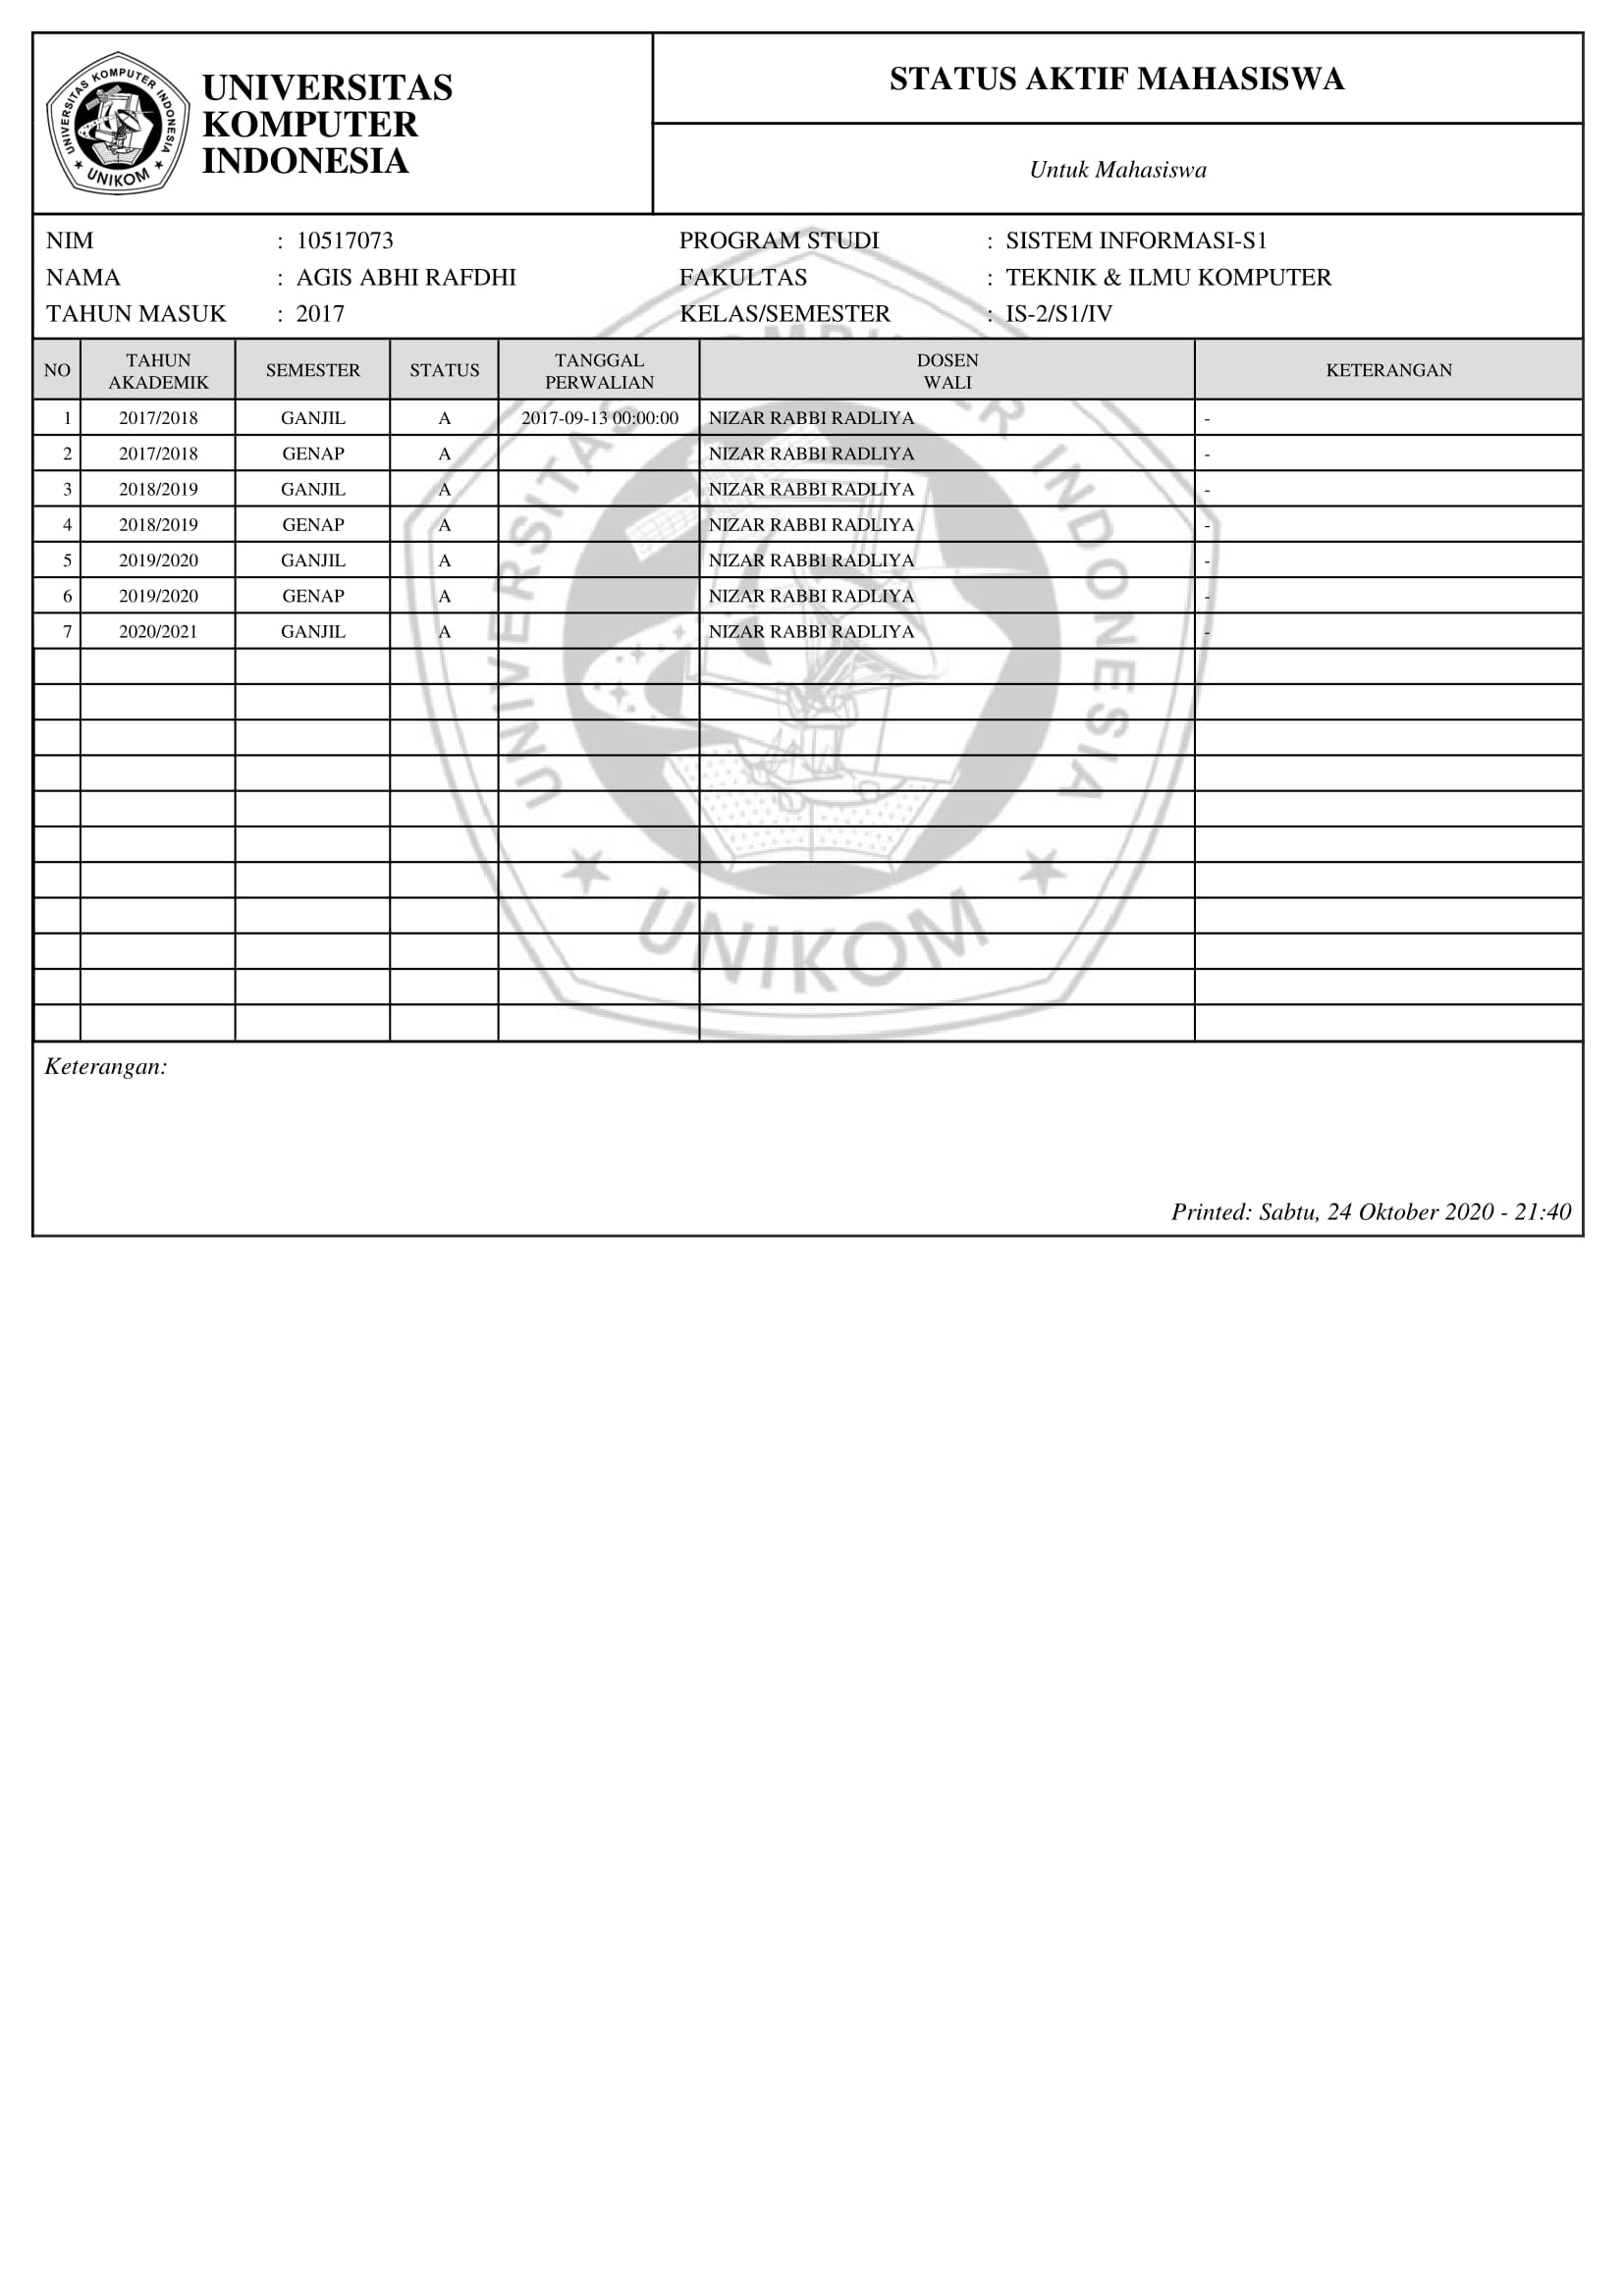 UNIVERSITAS KOMPUTER INDONESIA
UNIKOM
UNIVERSITAS
KOMPUTER
INDONESIA
STATUS AKTIF MAHASISWA
Untuk Mahasiswa
NIM : 10517073 PROGRAM STUDI : SISTEM INFORMASI-S1
NAMA : AGIS ABHI RAFDHI FAKULTAS : TEKNIK & ILMU KOMPUTER
TAHUN MASUK : 2017 KELAS/SEMESTER : IS-2/S1/IV
NO TAHUN AKADEMIK SEMESTER STATUS TANGGAL PERWALIAN DOSEN WALI KETERANGAN
1 2017/2018 GANJIL A 2017-09-13 00:00:00 NIZAR RABBI RADLIYA -
2 2017/2018 GENAP A NIZAR RABBI RADLIYA -
3 2018/2019 GANJIL A NIZAR RABBI RADLIYA -
4 2018/2019 GENAP A NIZAR RABBI RADLIYA -
5 2019/2020 GANJIL A NIZAR RABBI RADLIYA -
6 2019/2020 GENAP A NIZAR RABBI RADLIYA -
7 2020/2021 GANJIL A NIZAR RABBI RADLIYA -
UNIVERSITAS KOMPUTER INDONESIA
UNIKOM
Keterangan:
Printed: Sabtu, 24 Oktober 2020 - 21:40